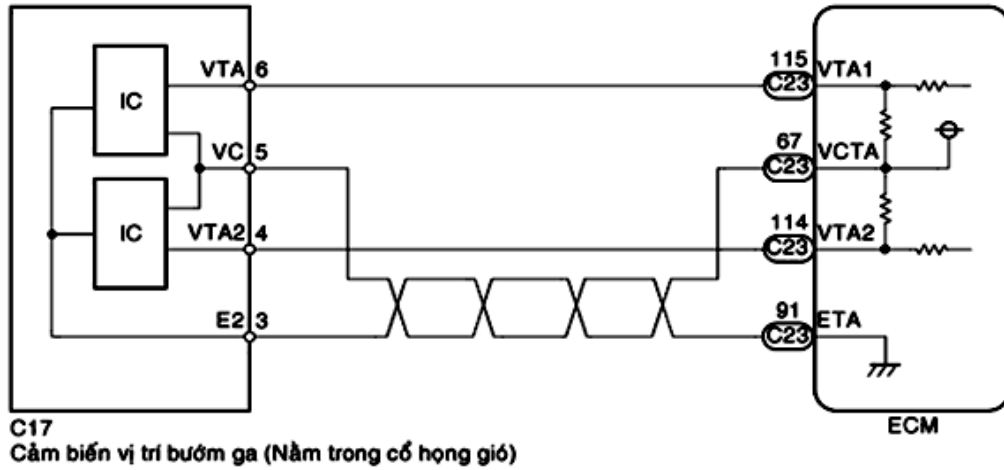 VTA 6
115
C23 VTA1
IC
VC 5
67
C23 VCTA
IC
VTA2 4
114
C23 VTA2
E2 3
91
C23 ETA
C17
Cảm biến vị trí bướm ga (Nằm trong cổ họng gió)
ECM